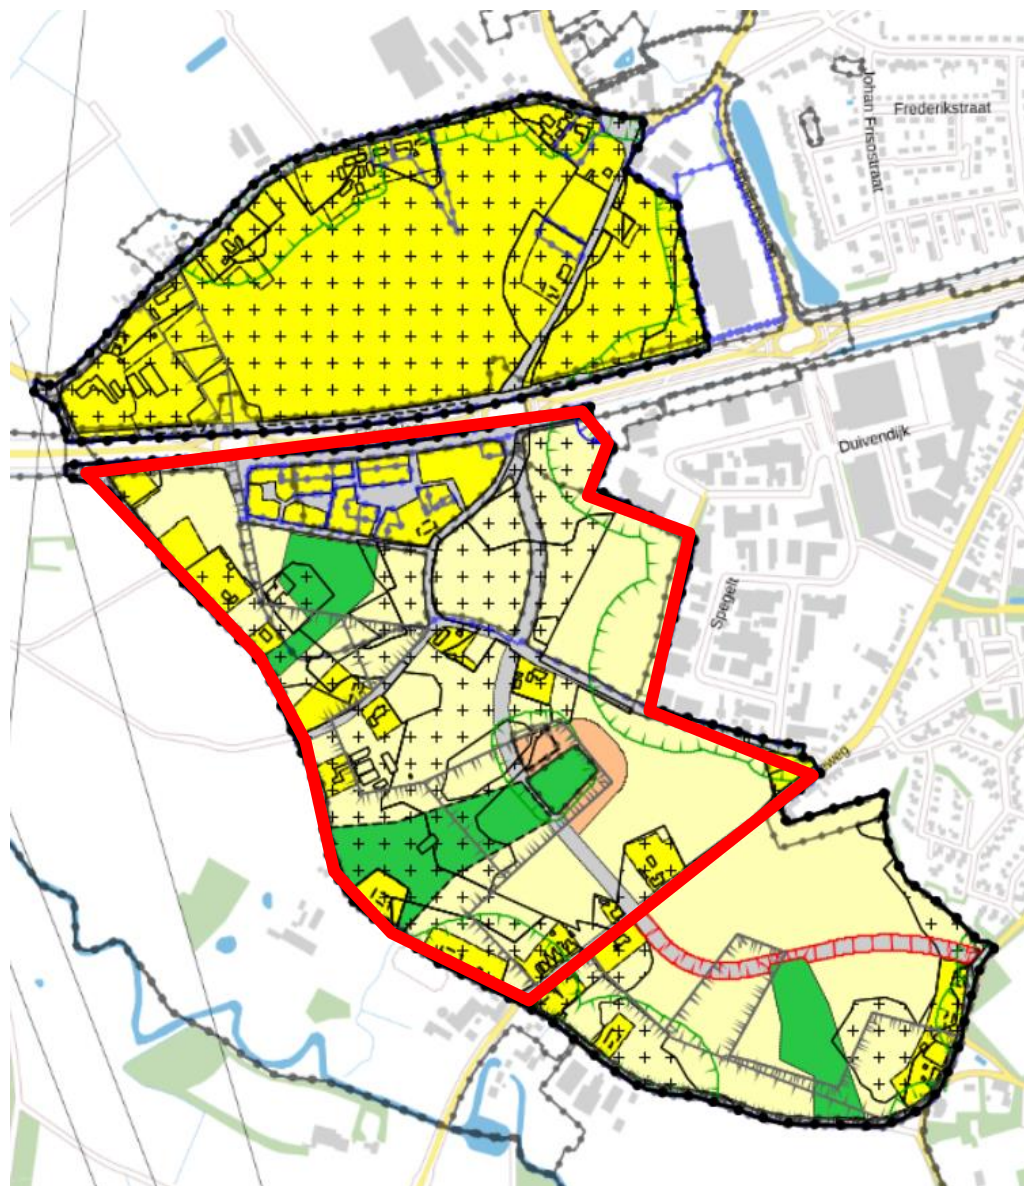 Johan Frisostraat
Frederikstraat
Duivendijk
Spegelt
weg